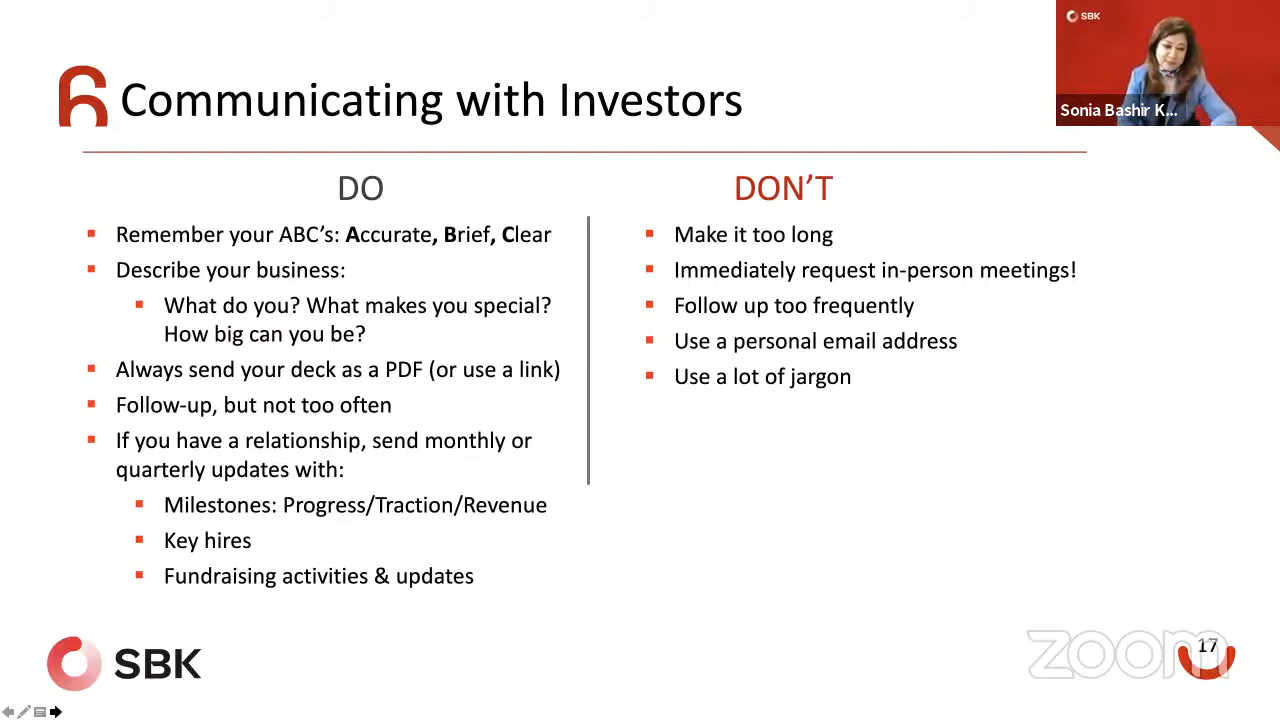 SBK
Sonia Bashir K...
6 Communicating with Investors
DO
Remember your ABC’s: Accurate, Brief, Clear
Describe your business:
What do you? What makes you special?
How big can you be?
Always send your deck as a PDF (or use a link)
Follow-up, but not too often
If you have a relationship, send monthly or
quarterly updates with:
Milestones: Progress/Traction/Revenue
Key hires
Fundraising activities & updates
DON’T
Make it too long
Immediately request in-person meetings!
Follow up too frequently
Use a personal email address
Use a lot of jargon
SBK
zoom
17